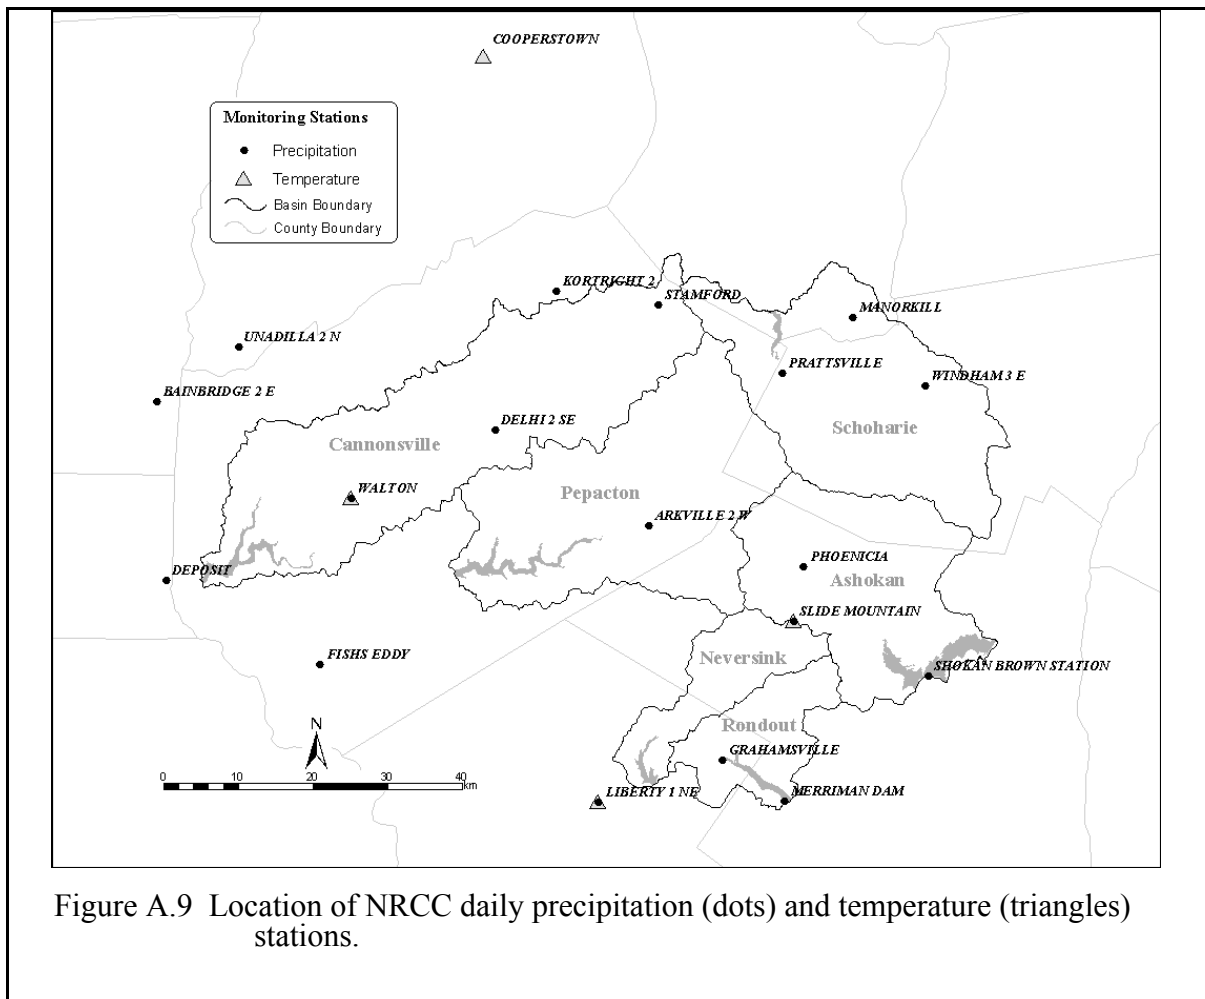 COOPERSTOWN
Monitoring Stations
Precipitation
Temperature
Basin Boundary
County Boundary
KORTRIGHT 2
STAMFORD
MANORKILL
UNADILLA 2 N
PRATTSVILLE
WINDHAM 3 E
BAINBRIDGE 2 E
DELHI 2 SE
Schoharie
Cannonsville
WALTON
Pepacton
ARKVILLE 2 W
PHOENICIA
DEPOSIT
Ashokan
SLIDE MOUNTAIN
FISHS EDDY
Neversink
SHOKAN BROWN STATION
N
Rondout
GRAHAMSVILLE
0 10 20 30 40
km
LIBERTY 1 NE
MERRIMAN DAM
Figure A.9 Location of NRCC daily precipitation (dots) and temperature (triangles)
stations.